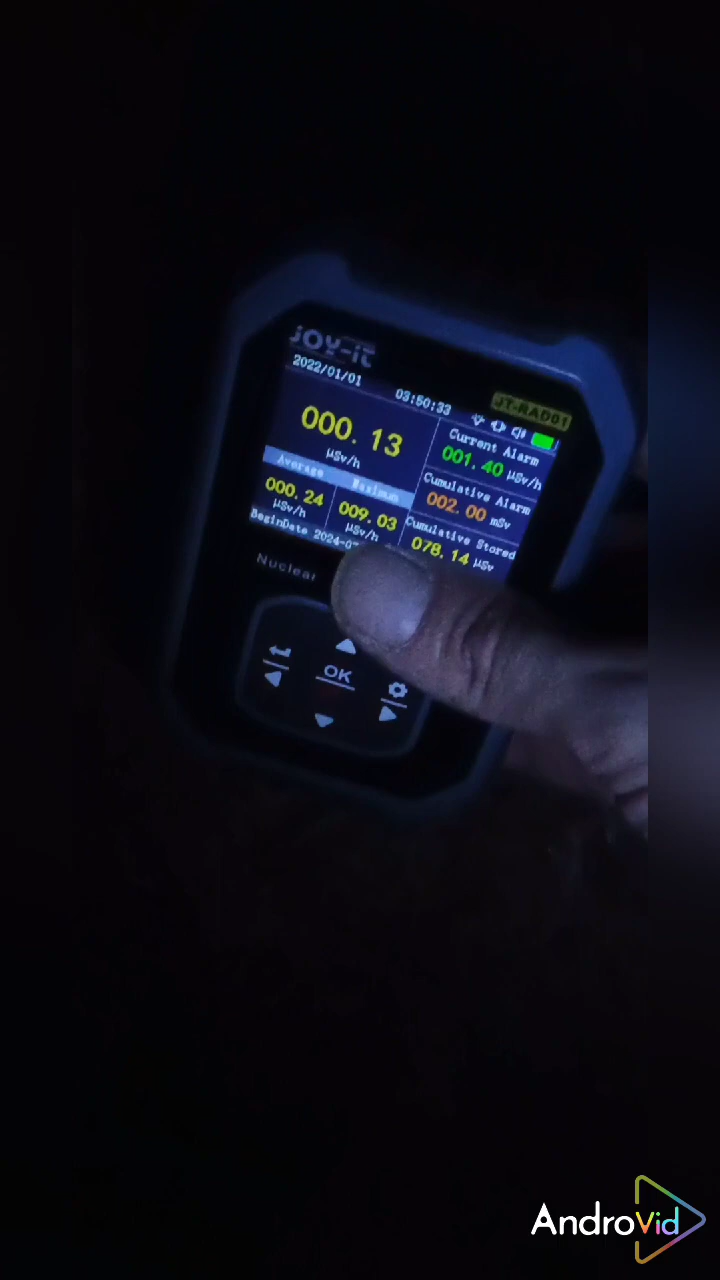 JOY-iT
JT-RAD01
2022/01/01 03:50:33
000.13
µSv/h
Average Maximum
000.24 009.03
µSv/h µSv/h
BeginDate 2024-0
Current Alarm
001.40 µSv/h
Cumulative Alarm
002.00 mSv
Cumulative Stored
078.14 µSv
Nuclear
OK
AndroVid